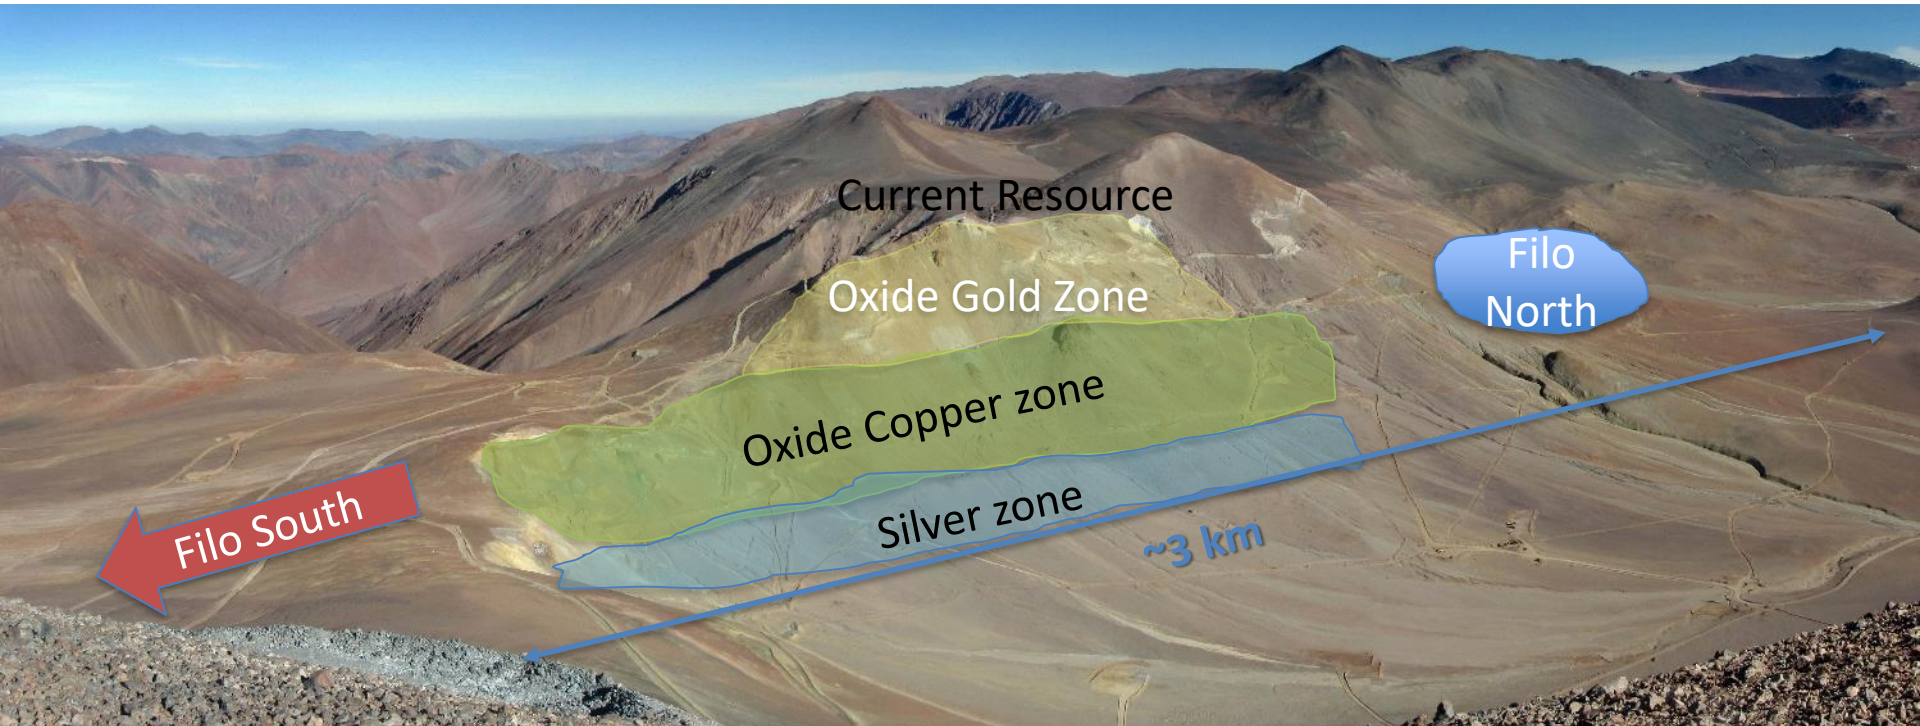 Current Resource
Filo
North
Oxide Gold Zone
Oxide Copper zone
Silver zone
Filo South
~3 km